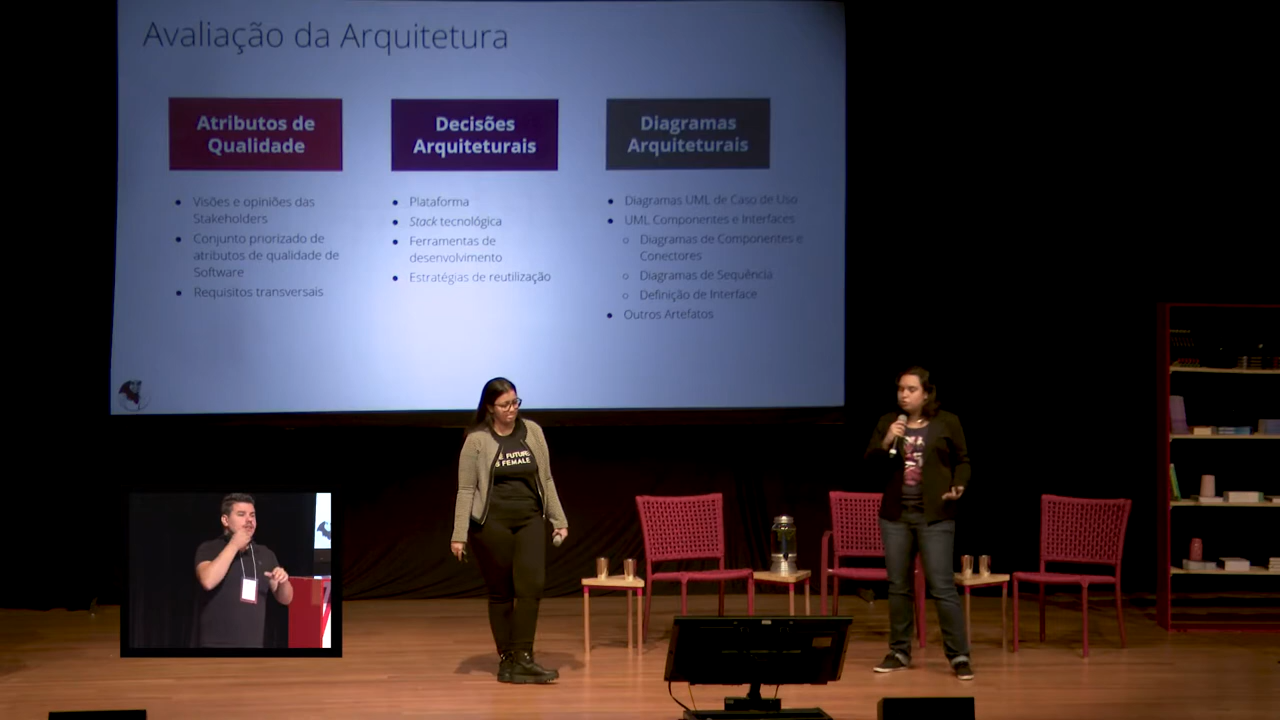 Avaliação da Arquitetura
Atributos de
Qualidade
Visões e opiniões das
Stakeholders
Conjunto priorizado de
atributos de qualidade de
Software
Requisitos transversais
Decisões
Arquiteturais
Plataforma
Stack tecnológica
Ferramentas de
desenvolvimento
Estratégias de reutilização
Diagramas
Arquiteturais
Diagramas UML de Caso de Uso
UML Componentes e Interfaces
Diagramas de Componentes e
Conectores
Diagramas de Sequência
Definição de Interface
Outros Artefatos
FUTURE
FEMALE